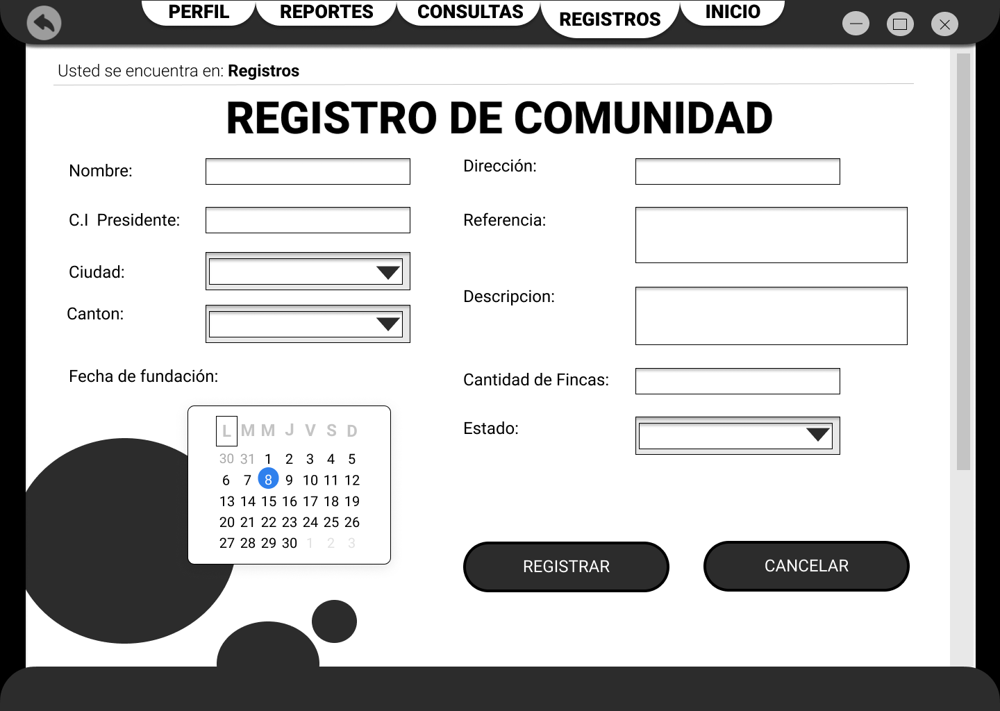 PERFIL REPORTES CONSULTAS REGISTROS INICIO
Usted se encuentra en: Registros
REGISTRO DE COMUNIDAD
Nombre:
C.I  Presidente:
Ciudad:
Canton:
Fecha de fundación:
L M M J V S D
30 31 1 2 3 4 5
6 7 8 9 10 11 12
13 14 15 16 17 18 19
20 21 22 23 24 25 26
27 28 29 30 1 2 3
Dirección:
Referencia:
Descripcion:
Cantidad de Fincas:
Estado:
REGISTRAR
CANCELAR